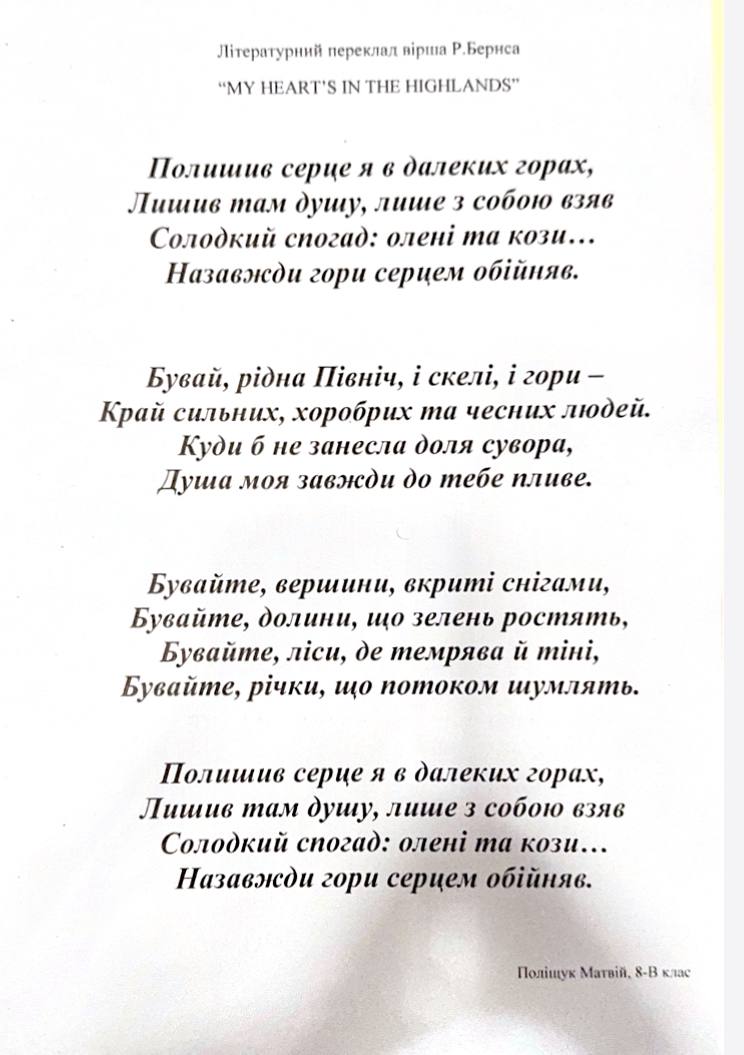 Літературний переклад вірша Р.Бернса
“MY HEART’S IN THE HIGHLANDS”
Полишив серце я в далеких горах,
Лишив там душу, лише з собою взяв
Солодкий спогад: олені та кози…
Назавжди гори серцем обійняв.
Бувай, рідна Північ, і скелі, і гори –
Край сильних, хоробрих та чесних людей.
Куди б не занесла доля сувора,
Душа моя завжди до тебе пливе.
Бувайте, вершини, вкриті снігами,
Бувайте, долини, що зелень ростять,
Бувайте, ліси, де темрява й тіні,
Бувайте, річки, що потоком шумлять.
Полишив серце я в далеких горах,
Лишив там душу, лише з собою взяв
Солодкий спогад: олені та кози…
Назавжди гори серцем обійняв.
Поліщук Матвій, 8-В клас